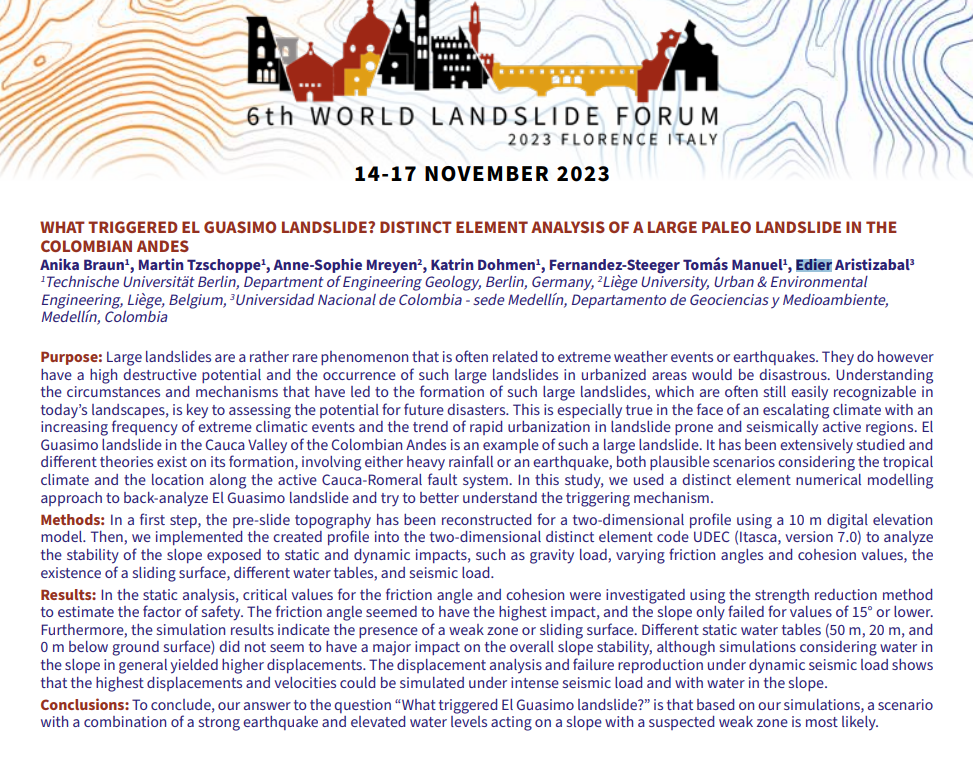 6th WORLD LANDSLIDE FORUM
2023 FLORENCE ITALY
14-17 NOVEMBER 2023
WHAT TRIGGERED EL GUASIMO LANDSLIDE? DISTINCT ELEMENT ANALYSIS OF A LARGE PALEO LANDSLIDE IN THE
COLOMBIAN ANDES
Anika Braun¹, Martin Tzschoppe¹, Anne-Sophie Mreyen², Katrin Dohmen¹, Fernandez-Steeger Tomás Manuel¹, Edier Aristizabal³
¹Technische Universität Berlin, Department of Engineering Geology, Berlin, Germany, ²Liège University, Urban & Environmental
Engineering, Liège, Belgium, ³Universidad Nacional de Colombia - sede Medellín, Departamento de Geociencias y Medioambiente,
Medellín, Colombia
Purpose: Large landslides are a rather rare phenomenon that is often related to extreme weather events or earthquakes. They do however
have a high destructive potential and the occurrence of such large landslides in urbanized areas would be disastrous. Understanding
the circumstances and mechanisms that have led to the formation of such large landslides, which are often still easily recognizable in
today's landscapes, is key to assessing the potential for future disasters. This is especially true in the face of an escalating climate with an
increasing frequency of extreme climatic events and the trend of rapid urbanization in landslide prone and seismically active regions. El
Guasimo landslide in the Cauca Valley of the Colombian Andes is an example of such a large landslide. It has been extensively studied and
different theories exist on its formation, involving either heavy rainfall or an earthquake, both plausible scenarios considering the tropical
climate and the location along the active Cauca-Romeral fault system. In this study, we used a distinct element numerical modelling
approach to back-analyze El Guasimo landslide and try to better understand the triggering mechanism.
Methods: In a first step, the pre-slide topography has been reconstructed for a two-dimensional profile using a 10 m digital elevation
model. Then, we implemented the created profile into the two-dimensional distinct element code UDEC (Itasca, version 7.0) to analyze
the stability of the slope exposed to static and dynamic impacts, such as gravity load, varying friction angles and cohesion values, the
existence of a sliding surface, different water tables, and seismic load.
Results: In the static analysis, critical values for the friction angle and cohesion were investigated using the strength reduction method
to estimate the factor of safety. The friction angle seemed to have the highest impact, and the slope only failed for values of 15° or lower.
Furthermore, the simulation results indicate the presence of a weak zone or sliding surface. Different static water tables (50 m, 20 m, and
0 m below ground surface) did not seem to have a major impact on the overall slope stability, although simulations considering water in
the slope in general yielded higher displacements. The displacement analysis and failure reproduction under dynamic seismic load shows
that the highest displacements and velocities could be simulated under intense seismic load and with water in the slope.
Conclusions: To conclude, our answer to the question "What triggered El Guasimo landslide?" is that based on our simulations, a scenario
with a combination of a strong earthquake and elevated water levels acting on a slope with a suspected weak zone is most likely.